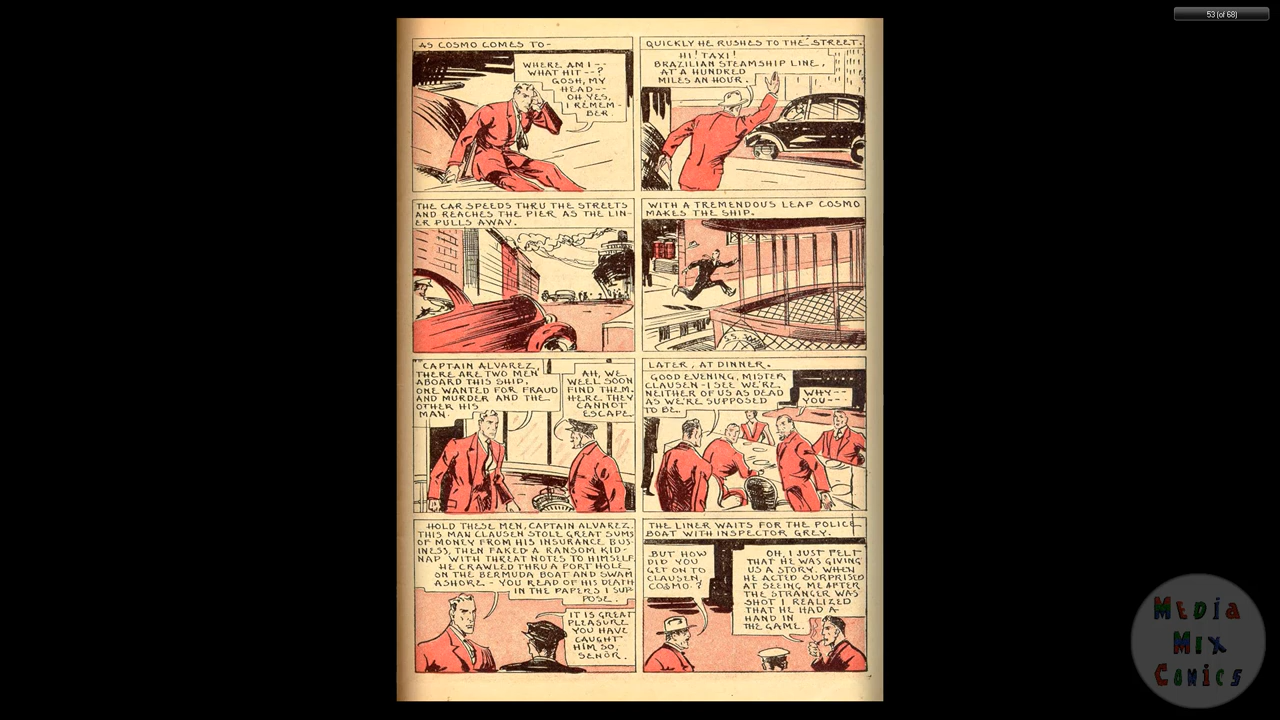 53 (of 68)
AS COSMO COMES TO-
WHERE AM I--
WHAT HIT--?
GOSH, MY
HEAD--
OH YES,
I REMEM-
BER.
QUICKLY HE RUSHES TO THE STREET.
HI! TAXI!
BRAZILIAN STEAMSHIP LINE,
AT A HUNDRED
MILES AN HOUR.
THE CAR SPEEDS THRU THE STREETS
AND REACHES THE PIER AS THE LIN-
ER PULLS AWAY.
WITH A TREMENDOUS LEAP COSMO
MAKES THE SHIP.
CAPTAIN ALVAREZ,
THERE ARE TWO MEN
ABOARD THIS SHIP,
ONE WANTED FOR FRAUD
AND MURDER AND THE
OTHER HIS
MAN.
AH, WE
WEEL SOON
FIND THEM.
HERE THEY
CANNOT
ESCAPE.
LATER, AT DINNER.
GOOD EVENING, MISTER
CLAUSEN-I SEE WE'RE,
NEITHER OF US AS DEAD
AS WE'RE SUPPOSED
TO BE.
WHY--
YOU---
HOLD THESE MEN, CAPTAIN ALVAREZ.
THIS MAN CLAUSEN STOLE GREAT SUMS
OF MONEY FROM HIS INSURANCE BUS-
INESS, THEN FAKED A RANSOM KID-
NAP WITH THREAT NOTES TO HIMSELF.
HE CRAWLED THRU A PORT HOLE,
ON THE BERMUDA BOAT AND SWAM
ASHORE - YOU READ OF HIS DEATH
IN THE PAPERS I SUP
POSE.
IT IS GREAT
PLEASURE
YOU HAVE
CAUGHT
HIM SO,
SENÕR.
THE LINER WAITS FOR THE POLICE
BOAT WITH INSPECTOR GREY.
BUT HOW
DID YOU
GET ON TO
CLAUSEN,
COSMO?
OH, I JUST FELT
THAT HE WAS GIVING
US A STORY. WHEN
HE ACTED SURPRISED
AT SEEING ME AFTER
THE STRANGER WAS
SHOT I REALIZED
THAT HE HAD A
HAND IN
THE GAME.
MEDiA
MiX
COMiCS